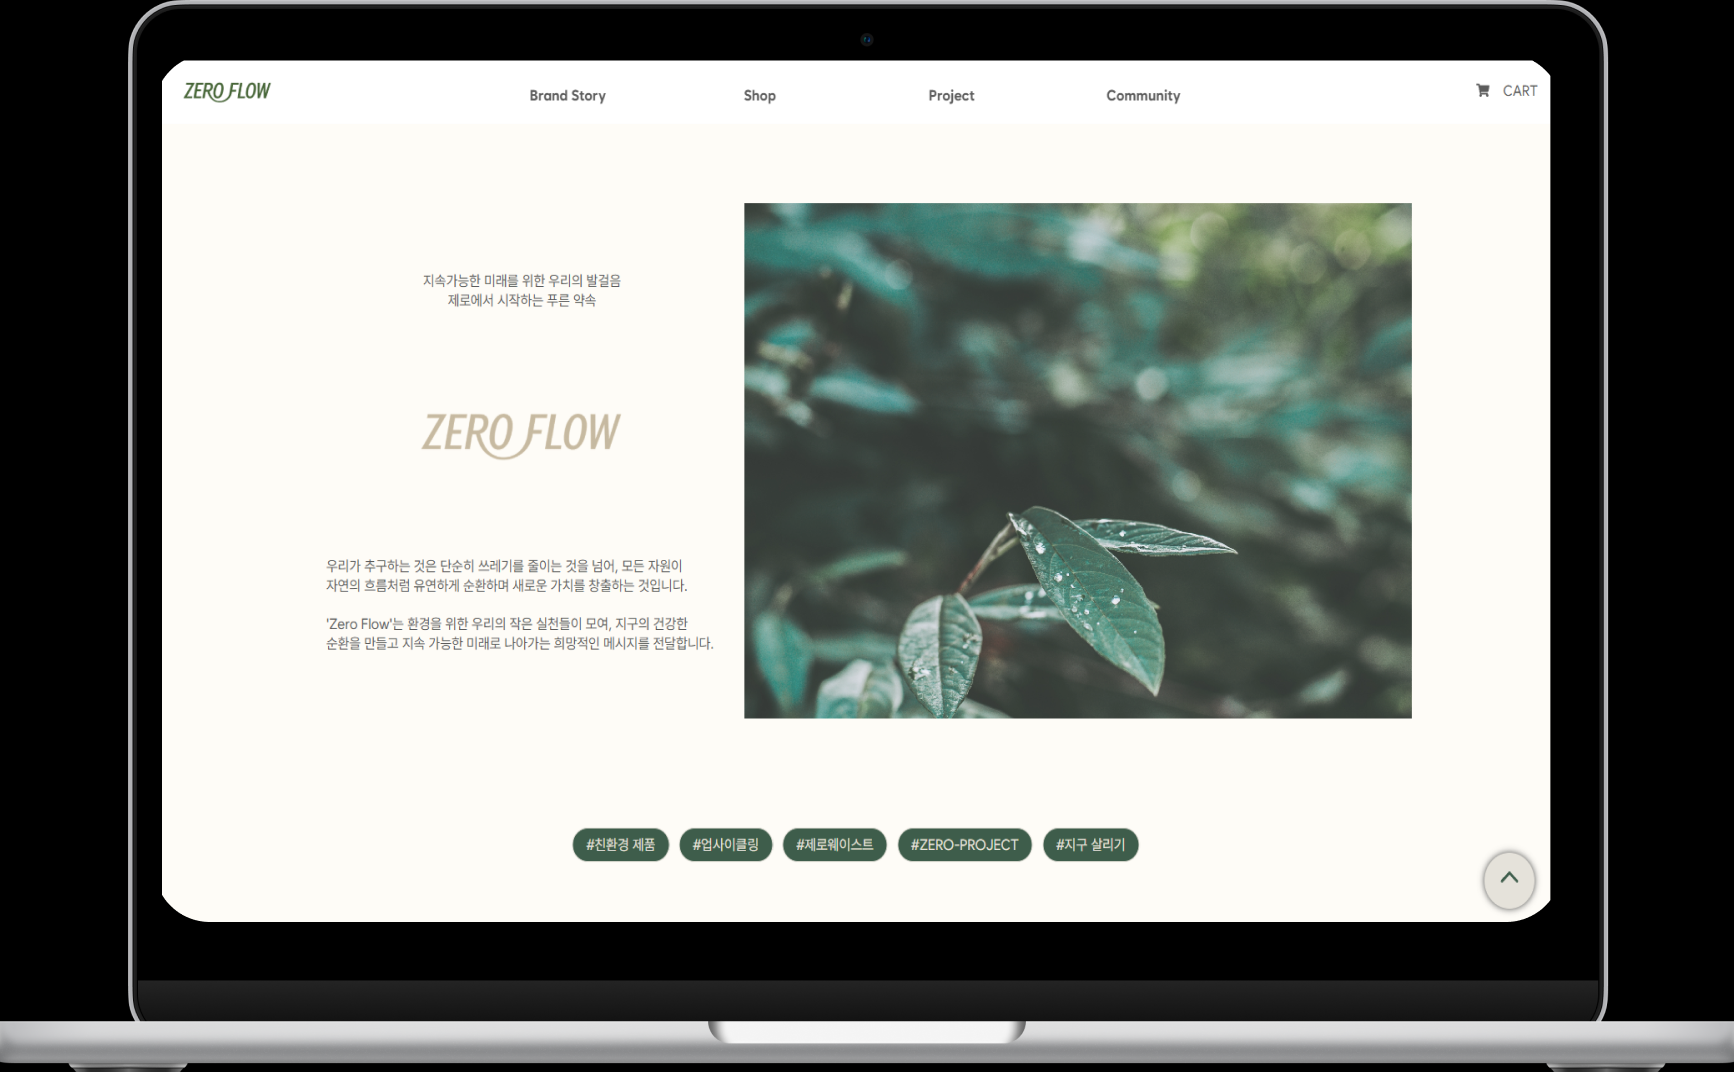 ZERO FLOW
Brand Story
Shop
Project
Community
CART
지속가능한 미래를 위한 우리의 발걸음
제로에서 시작하는 푸른 약속
ZERO FLOW
우리가 추구하는 것은 단순히 쓰레기를 줄이는 것을 넘어, 모든 자원이
자연의 흐름처럼 유연하게 순환하며 새로운 가치를 창출하는 것입니다.
'Zero Flow'는 환경을 위한 우리의 작은 실천들이 모여, 지구의 건강한
순환을 만들고 지속 가능한 미래로 나아가는 희망적인 메시지를 전달합니다.
#친환경 제품
#업사이클링
#제로웨이스트
#ZERO-PROJECT
#지구 살리기